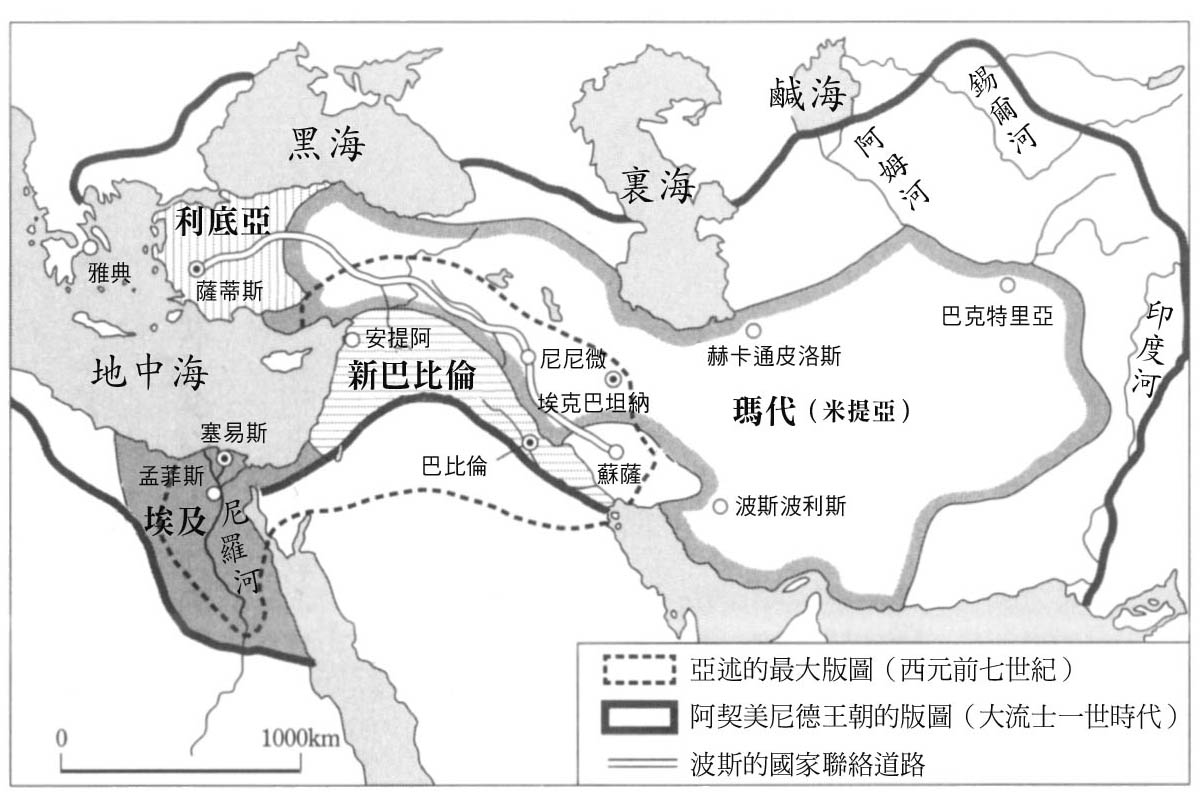 鹹海
錫爾河
黑海
阿姆河
裏海
利底亞
雅典
薩蒂斯
巴克特里亞
印度河
安提阿
尼尼微
赫卡通皮洛斯
地中海
新巴比倫
埃克巴坦納
瑪代（米提亞）
塞易斯
巴比倫
蘇薩
孟菲斯
波斯波利斯
埃及
尼羅河
亞述的最大版圖（西元前七世紀）
阿契美尼德王朝的版圖（大流士一世時代）
波斯的國家聯絡道路
0
1000km